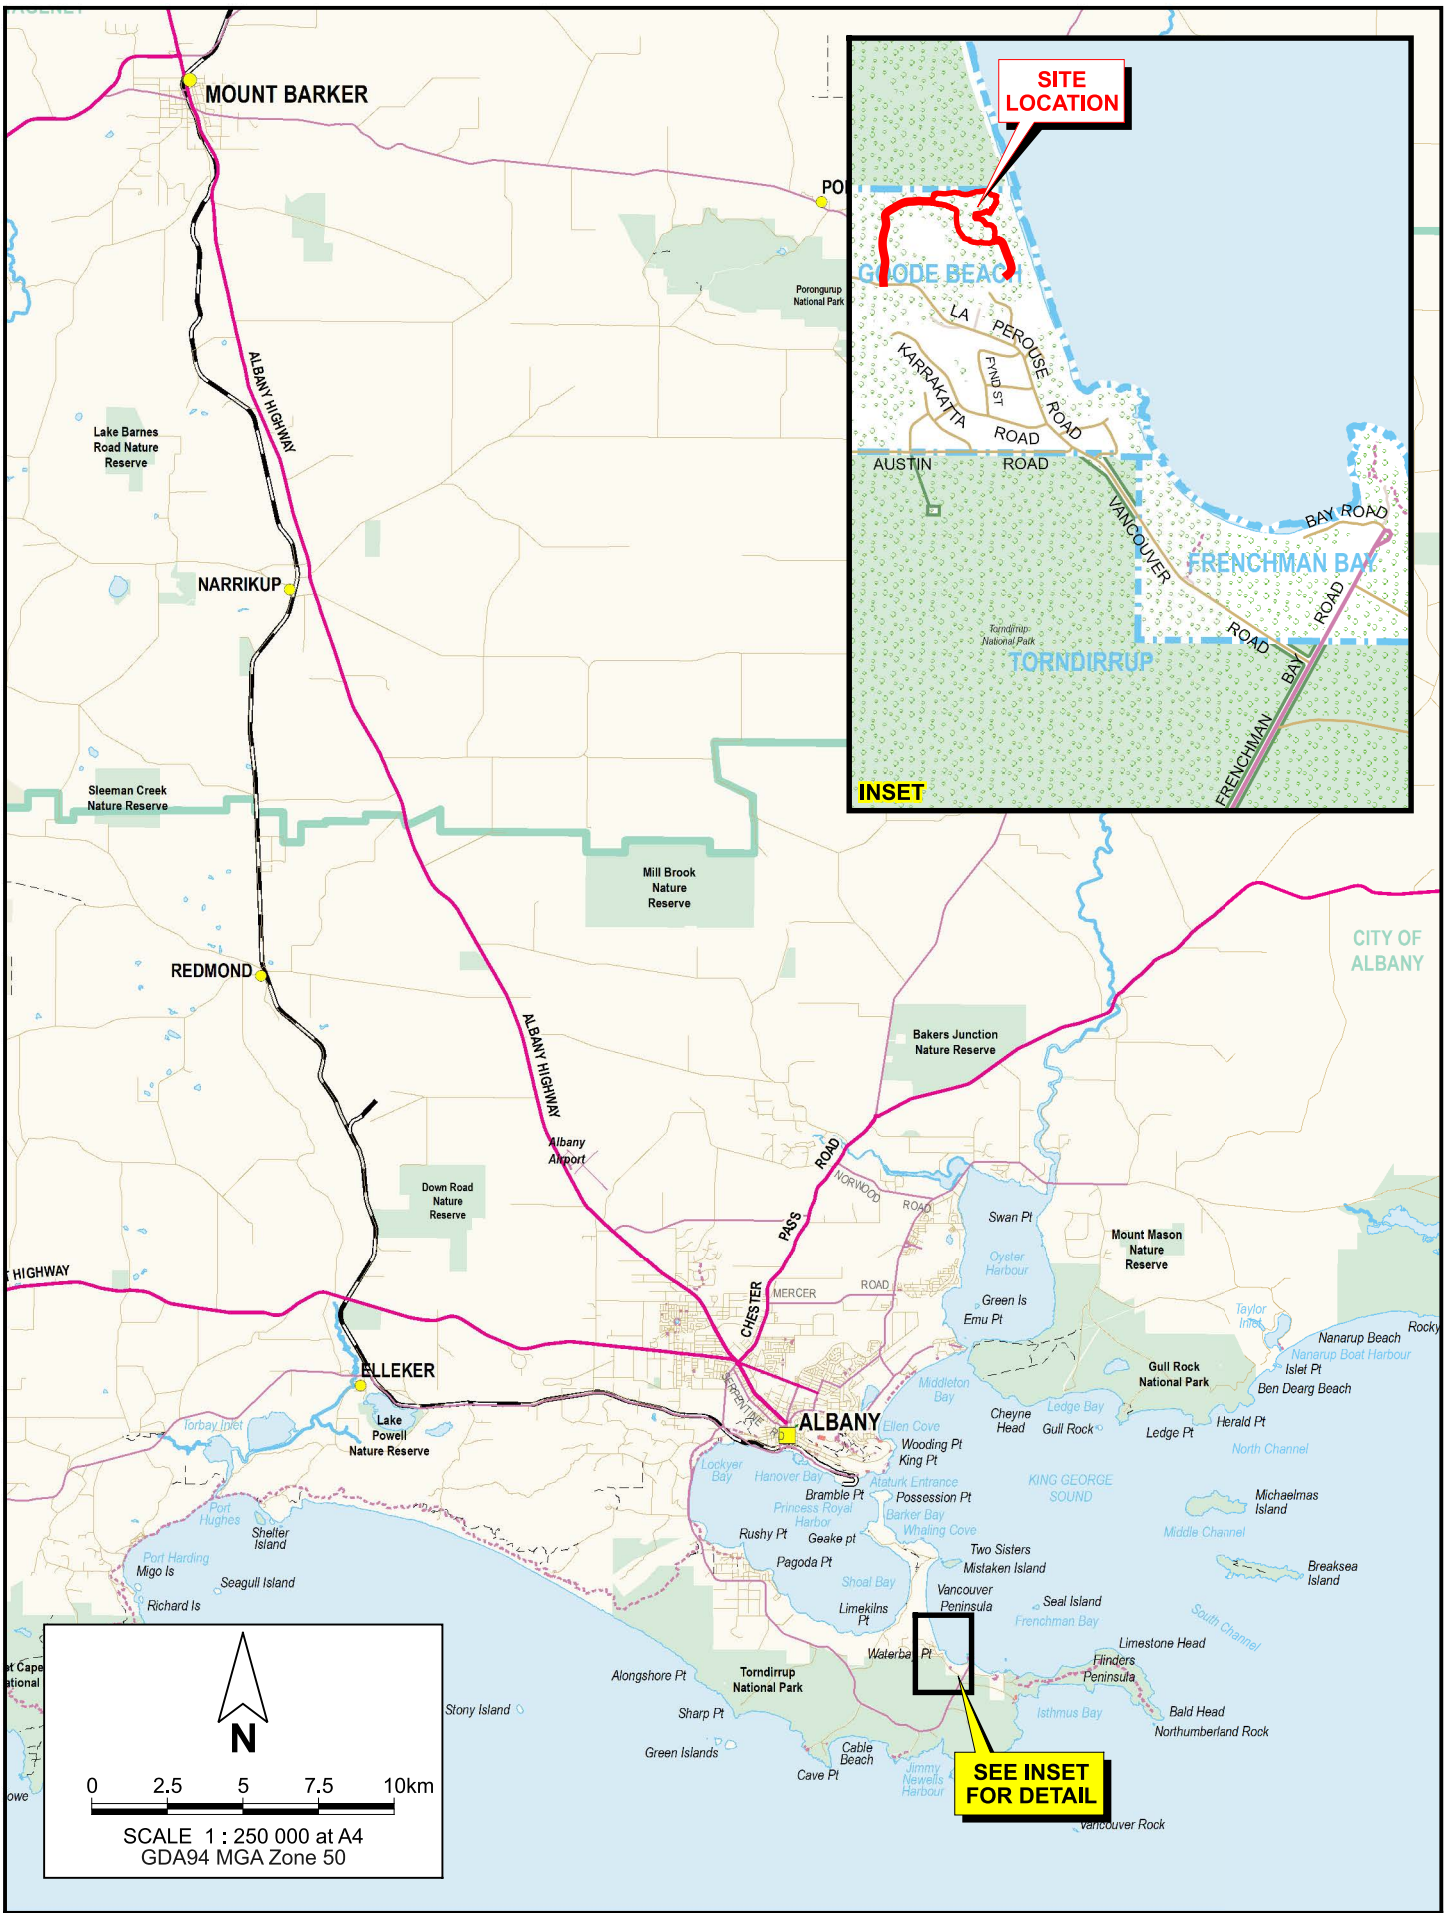 MOUNT BARKER
SITE
LOCATION
GOODE BEACH
LA
PEROUSE
ROAD
KARRAKATTA
ROAD
FYND ST
AUSTIN
ROAD
VANCOUVER
ROAD
BAY ROAD
FRENCHMAN BAY
ROAD
BAY
FRENCHMAN
Torndirrup
National Park
TORNDIRRUP
INSET
Porongurup
National Park
ALBANY HIGHWAY
Lake Barnes
Road Nature
Reserve
NARRIKUP
Sleeman Creek
Nature Reserve
Mill Brook
Nature
Reserve
CITY OF
ALBANY
REDMOND
ALBANY HIGHWAY
Bakers Junction
Nature Reserve
Albany
Airport
Down Road
Nature
Reserve
ROAD
PASS
CHESTER
NORWOOD
ROAD
MERCER
ROAD
Swan Pt
Oyster
Harbour
Green Is
Emu Pt
Mount Mason
Nature
Reserve
Taylor
Inlet
Rocky
Nanarup Beach
Nanarup Boat Harbour
Islet Pt
Ben Dearg Beach
Gull Rock
National Park
HIGHWAY
ELLEKER
Lake
Powell
Nature Reserve
Torbay Inlet
SERPENTINE
ALBANY
Middleton
Bay
Ellen Cove
Wooding Pt
King Pt
Cheyne
Head
Ledge Bay
Gull Rock
Ledge Pt
Herald Pt
North Channel
Lockyer
Bay
Hanover Bay
Ataturk Entrance
Bramble Pt
Possession Pt
Princess Royal
Harbor
Barker Bay
Whaling Cove
Rushy Pt
Geake pt
Pagoda Pt
KING GEORGE
SOUND
Michaelmas
Island
Middle Channel
Breaksea
Island
Two Sisters
Mistaken Island
Port
Hughes
Shelter
Island
Port Harding
Migo Is
Seagull Island
Richard Is
Shoal Bay
Limekilns
Pt
Vancouver
Peninsula
Seal Island
Frenchman Bay
South Channel
Waterbay Pt
Limestone Head
Flinders
Peninsula
Alongshore Pt
Torndirrup
National Park
Stony Island
Sharp Pt
Isthmus Bay
Bald Head
Northumberland Rock
Green Islands
Cable
Beach
Cave Pt
Jimmy
Newells
Harbour
SEE INSET
FOR DETAIL
Vancouver Rock
N
0 2.5 5 7.5 10km
SCALE 1 : 250 000 at A4
GDA94 MGA Zone 50